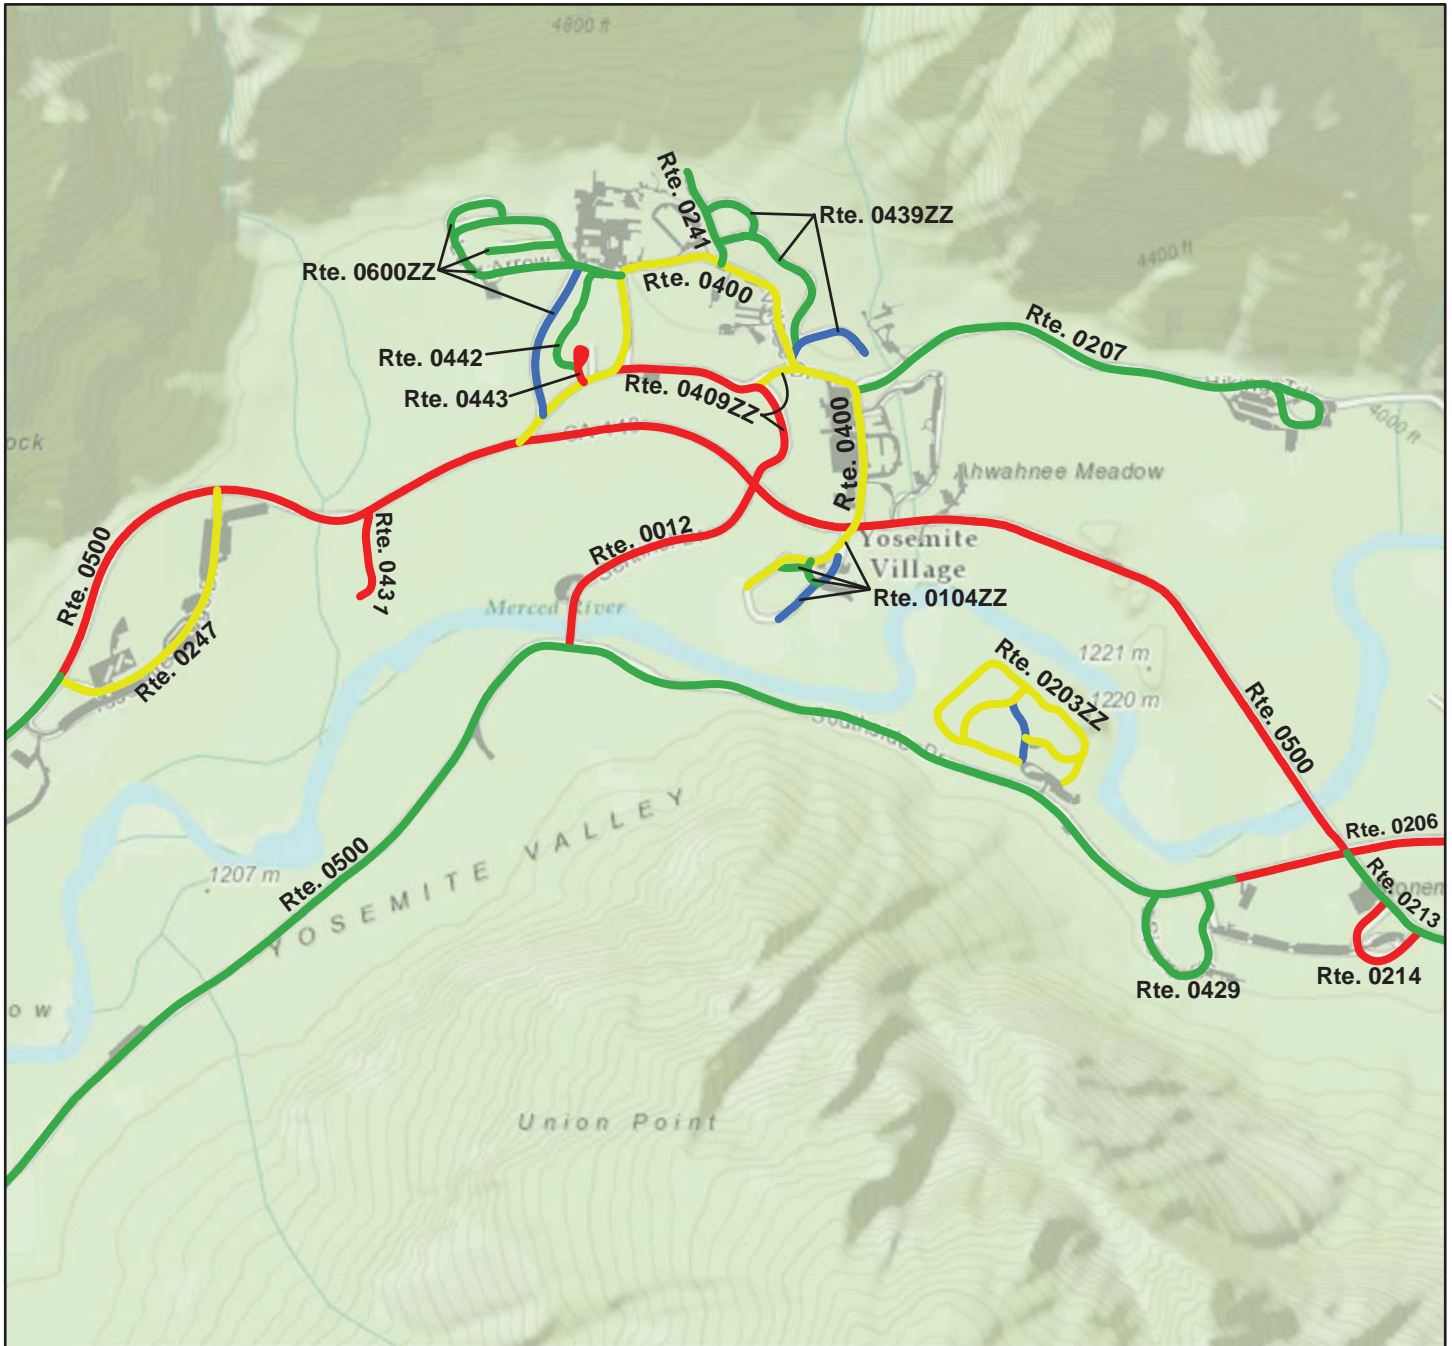 4800 ft
Rte. 0241
Rte. 0439ZZ
4400 ft
Rte. 0600ZZ
Rte. 0400
Rte. 0207
Rte. 0442
Rte. 0443
Rte. 0409ZZ
4000 ft
Rte. 0400
Ahwahnee Meadow
Rte. 0500
Rte. 0437
Rte. 0012
Yosemite
Village
Merced River
Rte. 0104ZZ
Rte. 0247
Rte. 0203ZZ
1221 m
1220 m
Southside Dr
Rte. 0500
YOSEMITE VALLEY
Rte. 0206
1207 m
Rte. 0500
Rte. 0213
Rte. 0429
Rte. 0214
Union Point